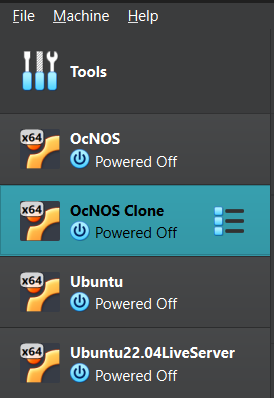 File Machine Help
Tools
x64
OcNOS
Powered Off
x64
OcNOS Clone
Powered Off
x64
Ubuntu
Powered Off
x64
Ubuntu22.04LiveServer
Powered Off